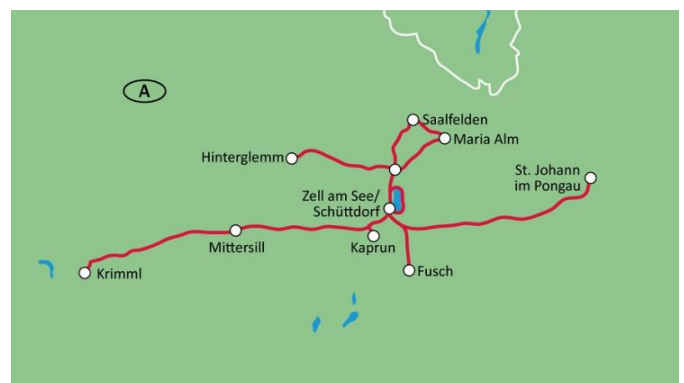 A
Saalfelden
Maria Alm
Hinterglemm
St. Johann
im Pongau
Zell am See/
Schüttdorf
Mittersill
Kaprun
Krimml
Fusch